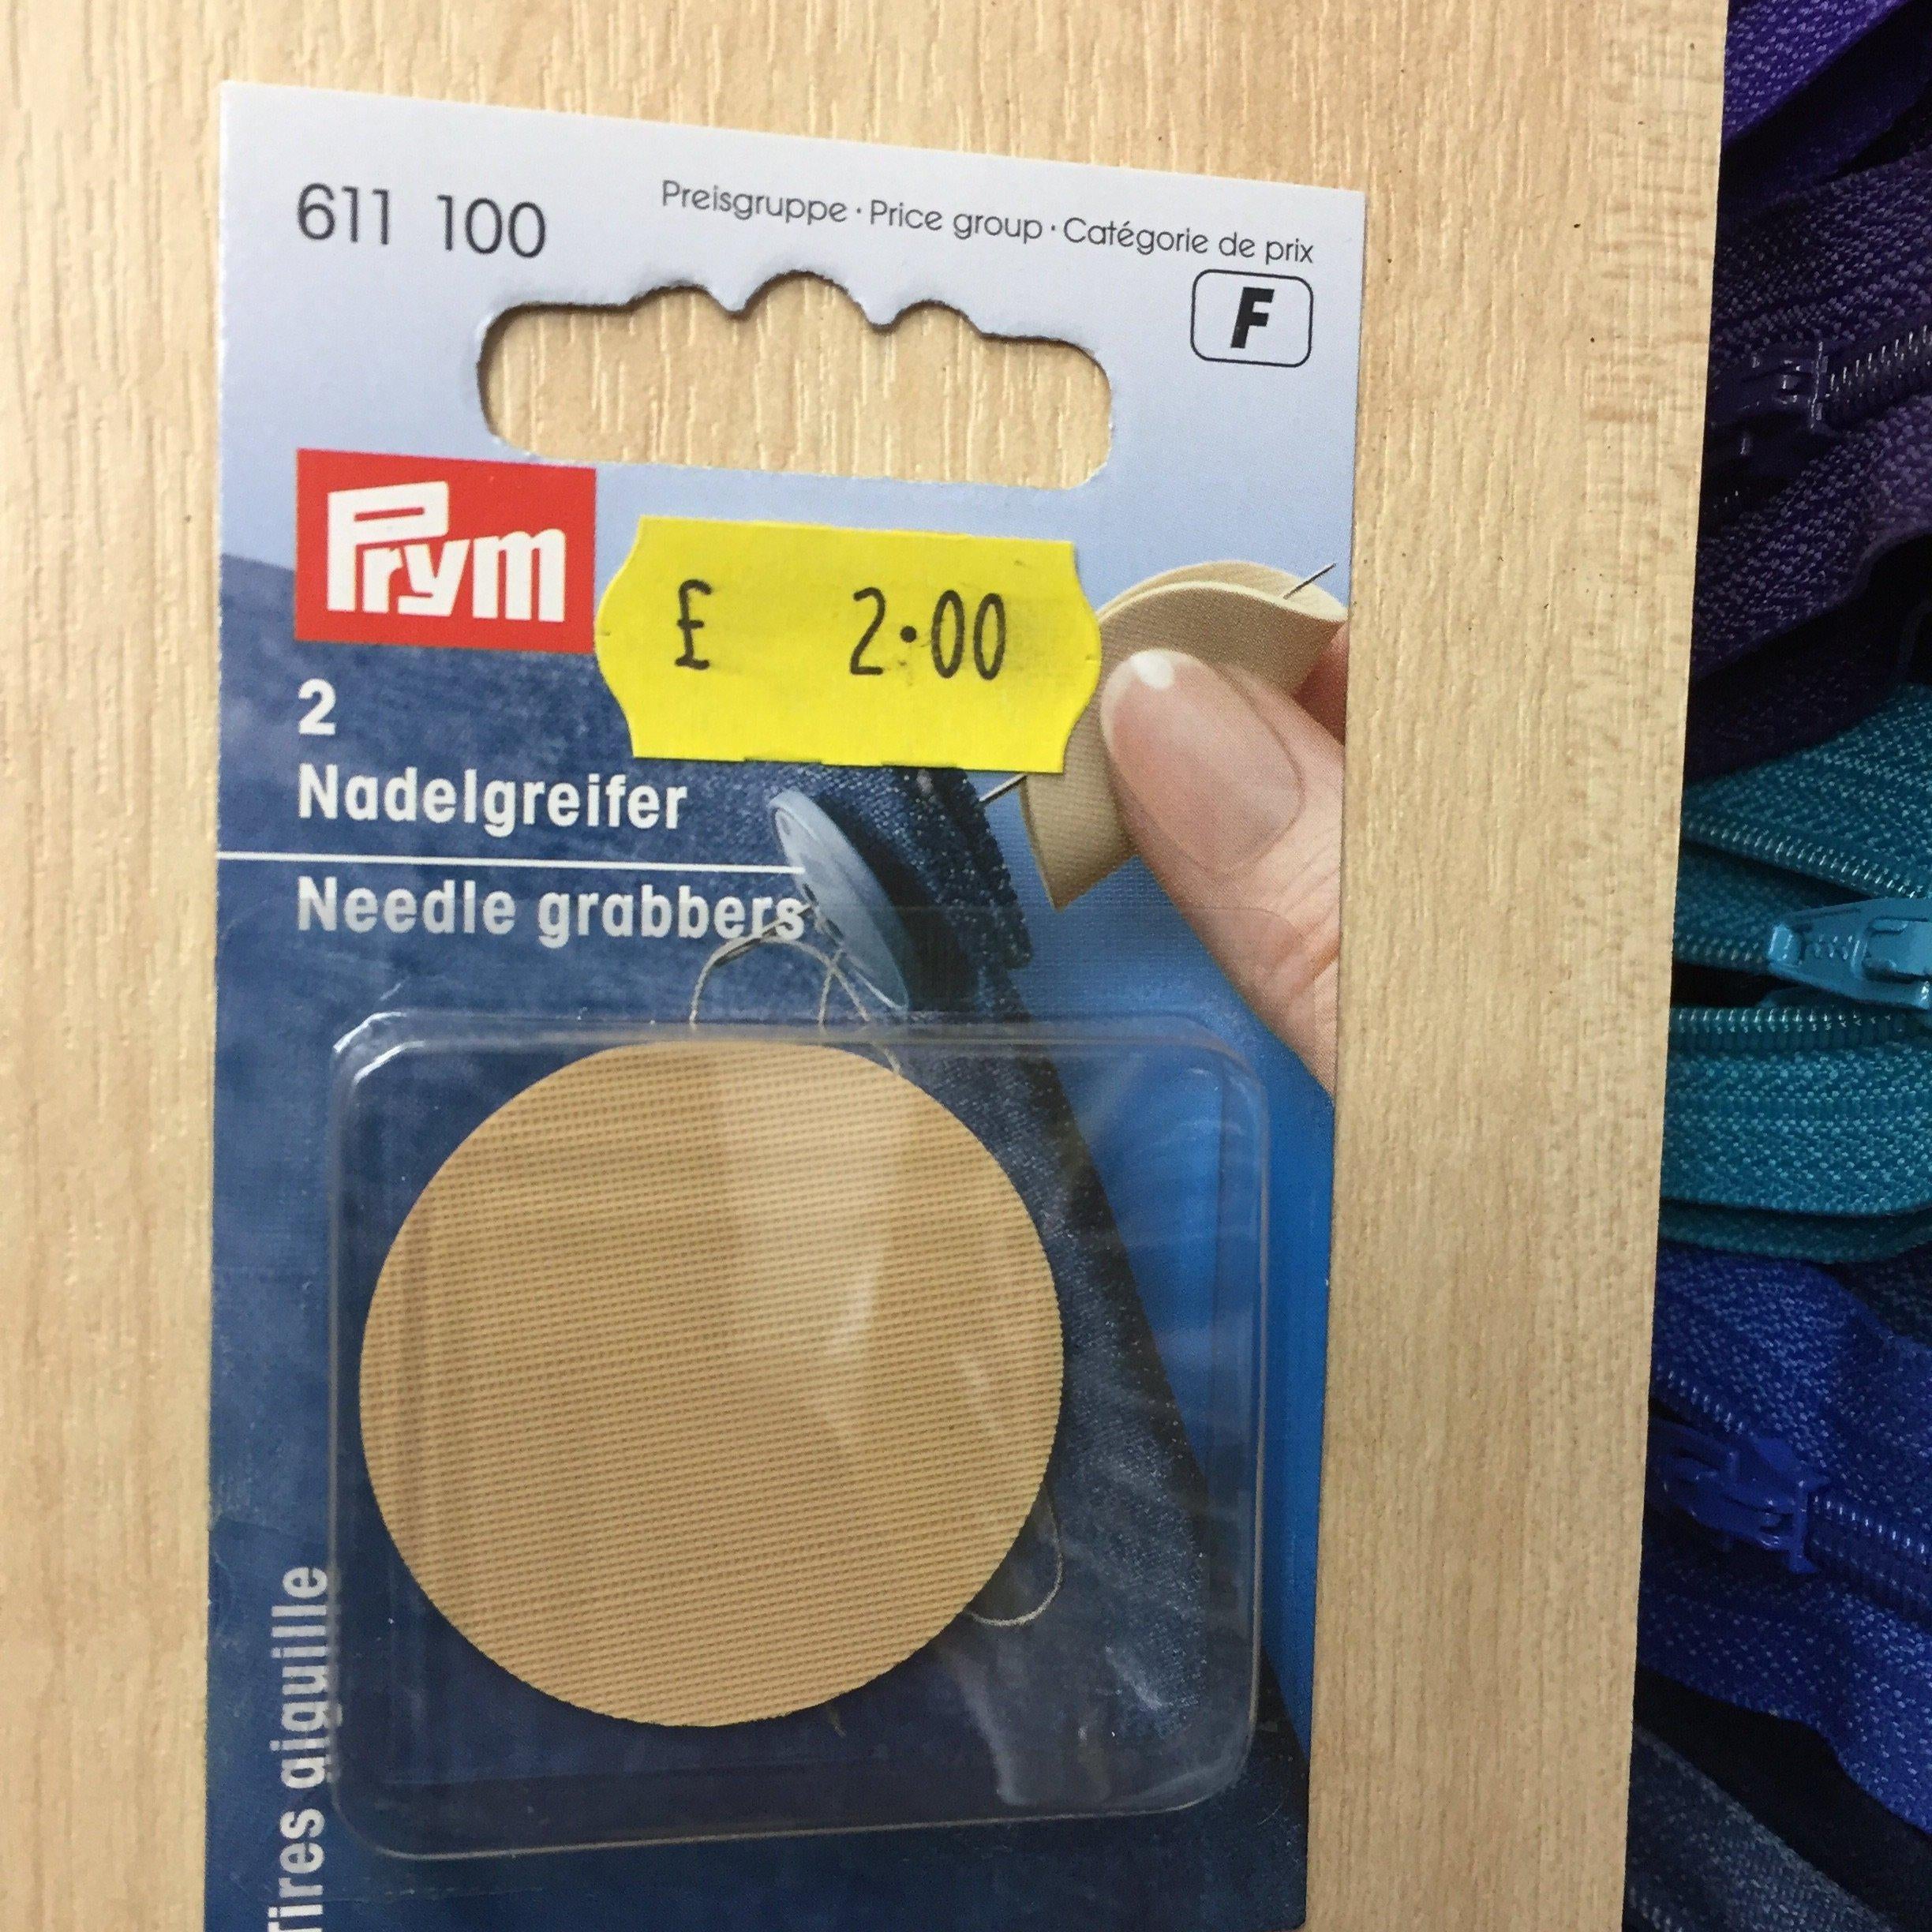 611 100
Preisgruppe · Price group · Catégorie de prix
F
Prym
£ 2·00
2
Nadelgreifer
Needle grabbers
Tires aiguille